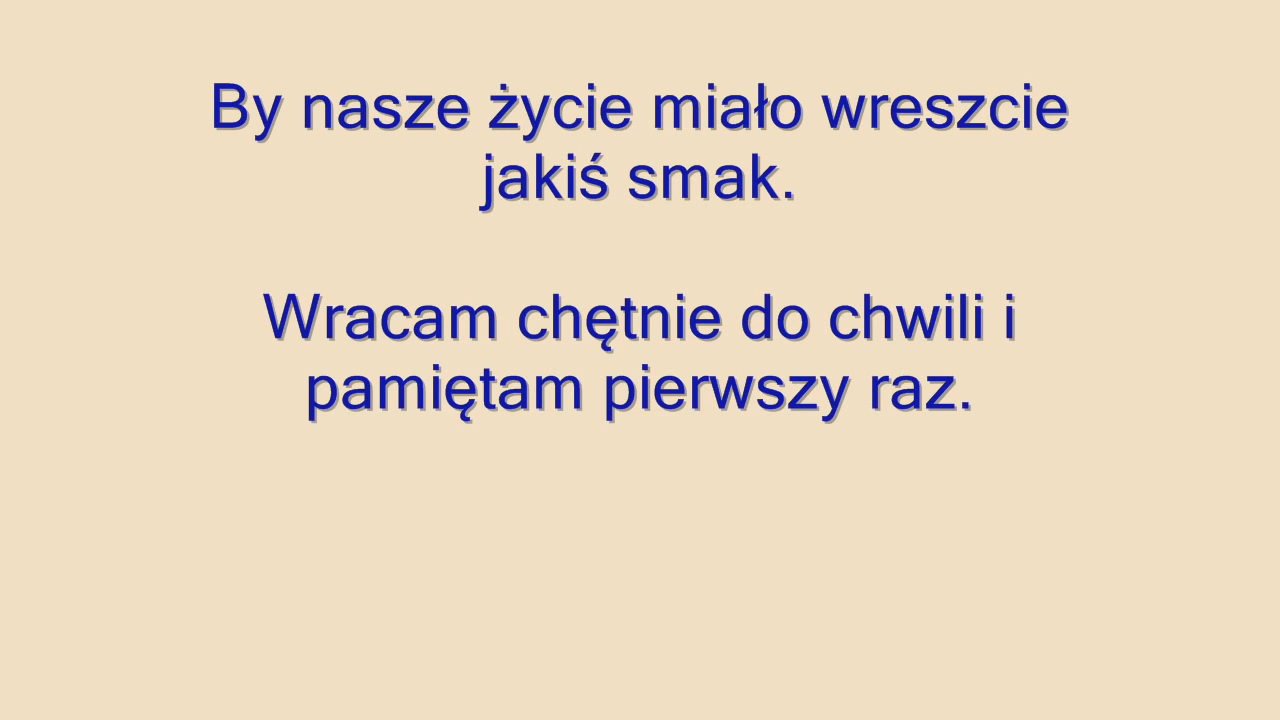 By nasze życie miało wreszcie
jakiś smak.
Wracam chętnie do chwili i
pamiętam pierwszy raz.